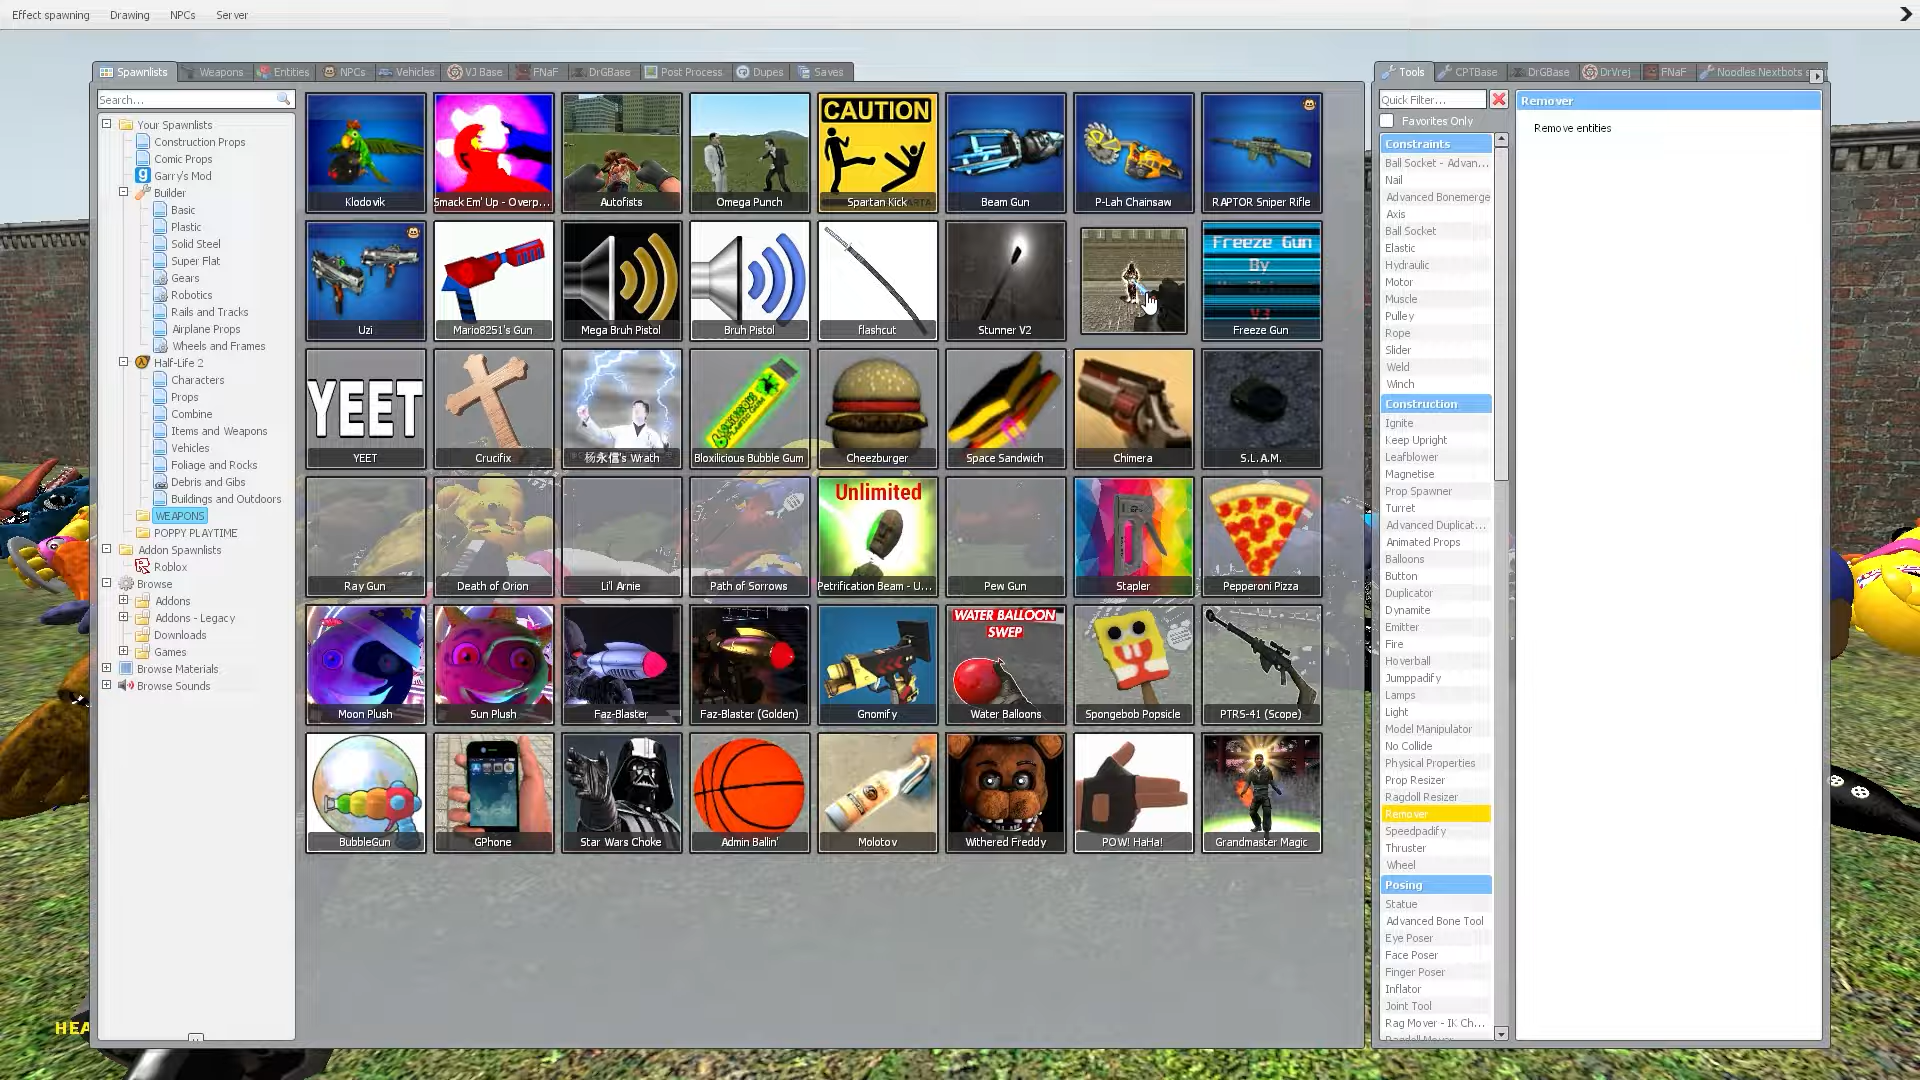 Effect spawning Drawing NPCs Server
Spawnlists Weapons Entities NPCs Vehicles VJ Base FNaF DrGBase Post Process Dupes Saves
Search...
Your Spawnlists
Construction Props
Comic Props
Garry's Mod
Builder
Basic
Plastic
Solid Steel
Super Flat
Gears
Robotics
Rails and Tracks
Airplane Props
Wheels and Frames
Half-Life 2
Characters
Props
Combine
Items and Weapons
Vehicles
Foliage and Rocks
Debris and Gibs
Buildings and Outdoors
WEAPONS
POPPY PLAYTIME
Addon Spawnlists
Roblox
Browse
Addons
Addons - Legacy
Downloads
Games
Browse Materials
Browse Sounds
CAUTION
Klodovik Smack Em' Up - Overp... Autofists Omega Punch Spartan Kick Beam Gun P-Lah Chainsaw RAPTOR Sniper Rifle
Freeze Gun
By
V3
Uzi Mario8251's Gun Mega Bruh Pistol Bruh Pistol flashcut Stunner V2 Freeze Gun
YEET
YEET Crucifix 杨永信's Wrath Bloxilicious Bubble Gum Cheezburger Space Sandwich Chimera S.L.A.M.
Unlimited
Ray Gun Death of Orion Li'l Arnie Path of Sorrows Petrification Beam - U... Pew Gun Stapler Pepperoni Pizza
WATER BALLOON
SWEP
Moon Plush Sun Plush Faz-Blaster Faz-Blaster (Golden) Gnomify Water Balloons Spongebob Popsicle PTRS-41 (Scope)
BubbleGun GPhone Star Wars Choke Admin Ballin' Molotov Withered Freddy POW! HaHa! Grandmaster Magic
HEA
Tools CPTBase DrGBase DrVrej FNaF Noodles Nextbots
Quick Filter...
Favorites Only
Constraints
Ball Socket - Advan...
Nail
Advanced Bonemerge
Axis
Ball Socket
Elastic
Hydraulic
Motor
Muscle
Pulley
Rope
Slider
Weld
Winch
Construction
Ignite
Keep Upright
Leafblower
Magnetise
Prop Spawner
Turret
Advanced Duplicat...
Animated Props
Balloons
Button
Duplicator
Dynamite
Emitter
Fire
Hoverball
Jumppadify
Lamps
Light
Model Manipulator
No Collide
Physical Properties
Prop Resizer
Ragdoll Resizer
Remover
Speedpadify
Thruster
Wheel
Posing
Statue
Advanced Bone Tool
Eye Poser
Face Poser
Finger Poser
Inflator
Joint Tool
Rag Mover - IK Ch...
Remover
Remove entities